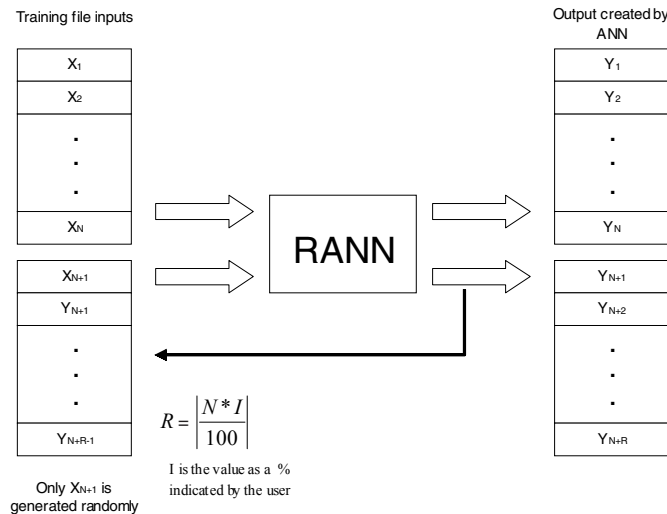 Training file inputs
X1
X2
.
.
.
XN
XN+1
YN+1
.
.
.
YN+R-1
Only XN+1 is
generated randomly
RANN
R = |N * I / 100|
I is the value as a %
indicated by the user
Output created by
ANN
Y1
Y2
.
.
.
YN
YN+1
YN+2
.
.
.
YN+R